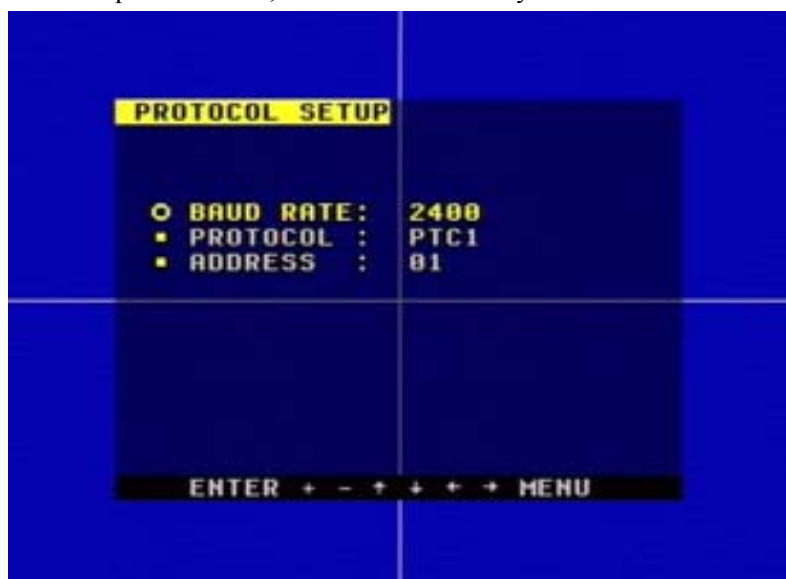 PROTOCOL SETUP
BAUD RATE: 2400
PROTOCOL : PTC1
ADDRESS : 01
ENTER + - ↑ ↓ ← → MENU